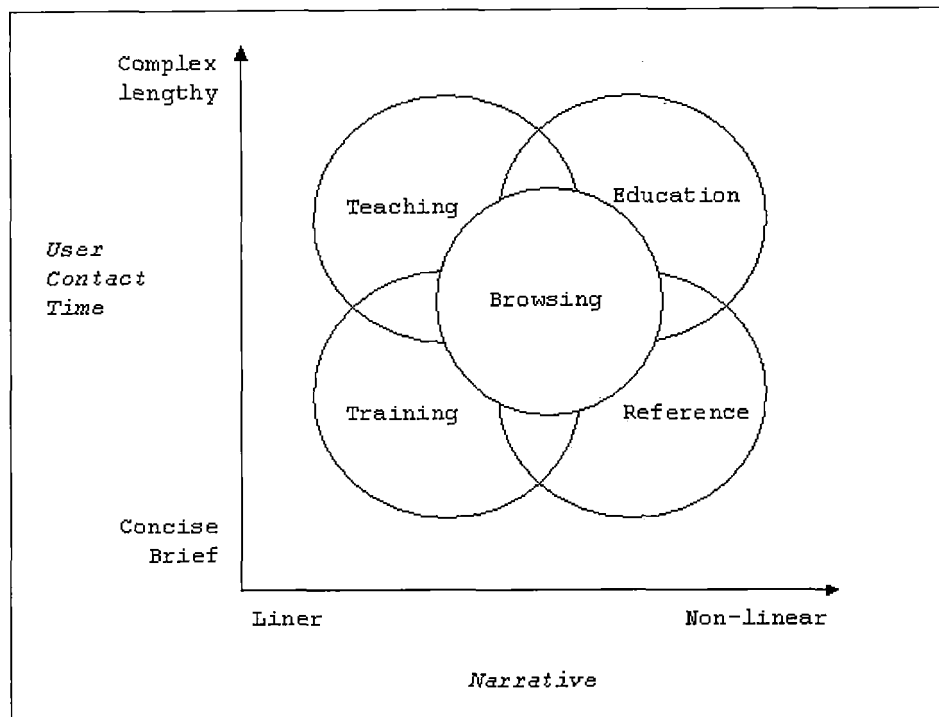 Complex
lengthy
Teaching
Education
User
Contact
Time
Browsing
Training
Reference
Concise
Brief
Liner
Non-linear
Narrative